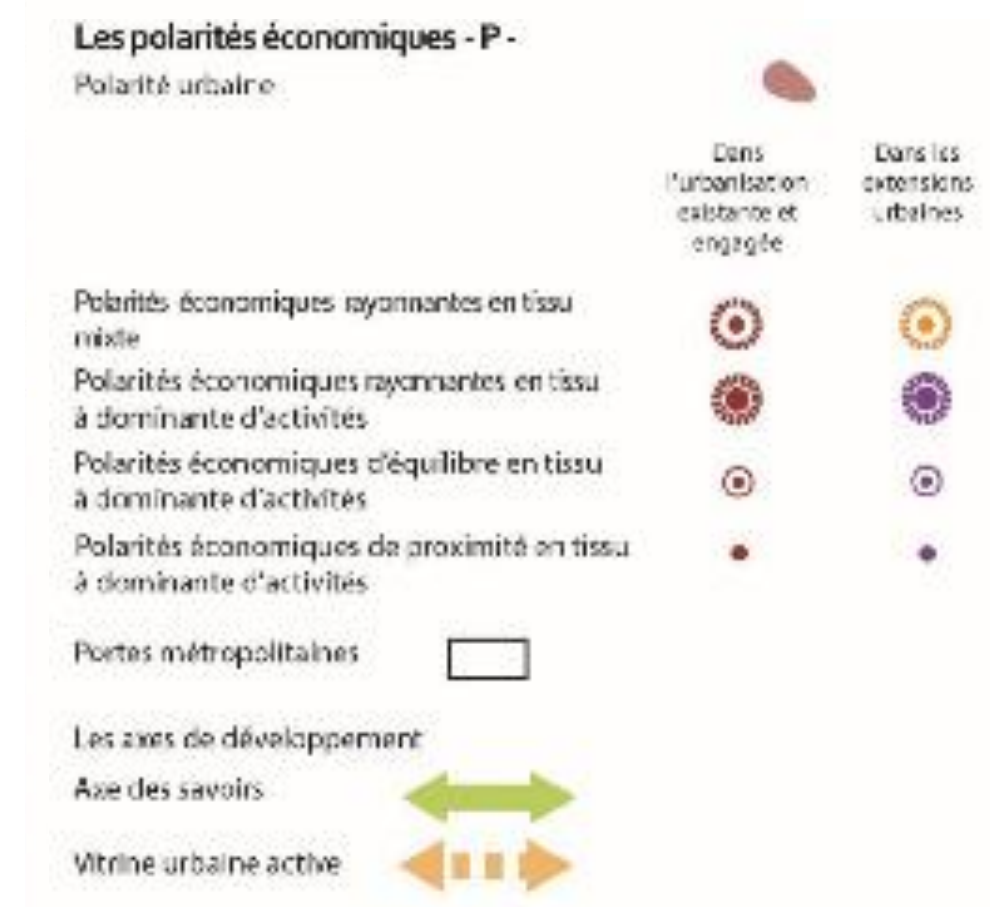 Les polarités économiques - P -
Polarité urbaine
Dans
l'urbanisation
existante et
engagée
Dans les
extensions
urbaines
Polarités économiques rayonnantes en tissu
mixte
Polarités économiques rayonnantes en tissu
à dominante d'activités
Polarités économiques d'équilibre en tissu
à dominante d'activités
Polarités économiques de proximité en tissu
à dominante d'activités
Portes métropolitaines
Les axes de développement
Axe des savoirs
Vitrine urbaine active